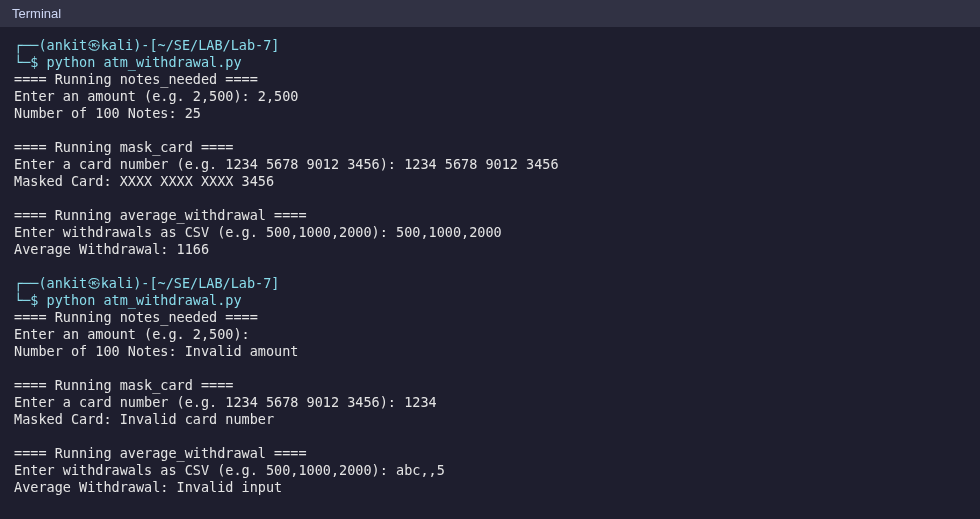 Terminal
┌──(ankit㉿kali)-[~/SE/LAB/Lab-7]
└─$ python atm_withdrawal.py
==== Running notes_needed ====
Enter an amount (e.g. 2,500): 2,500
Number of 100 Notes: 25
==== Running mask_card ====
Enter a card number (e.g. 1234 5678 9012 3456): 1234 5678 9012 3456
Masked Card: XXXX XXXX XXXX 3456
==== Running average_withdrawal ====
Enter withdrawals as CSV (e.g. 500,1000,2000): 500,1000,2000
Average Withdrawal: 1166
┌──(ankit㉿kali)-[~/SE/LAB/Lab-7]
└─$ python atm_withdrawal.py
==== Running notes_needed ====
Enter an amount (e.g. 2,500):
Number of 100 Notes: Invalid amount
==== Running mask_card ====
Enter a card number (e.g. 1234 5678 9012 3456): 1234
Masked Card: Invalid card number
==== Running average_withdrawal ====
Enter withdrawals as CSV (e.g. 500,1000,2000): abc,,5
Average Withdrawal: Invalid input